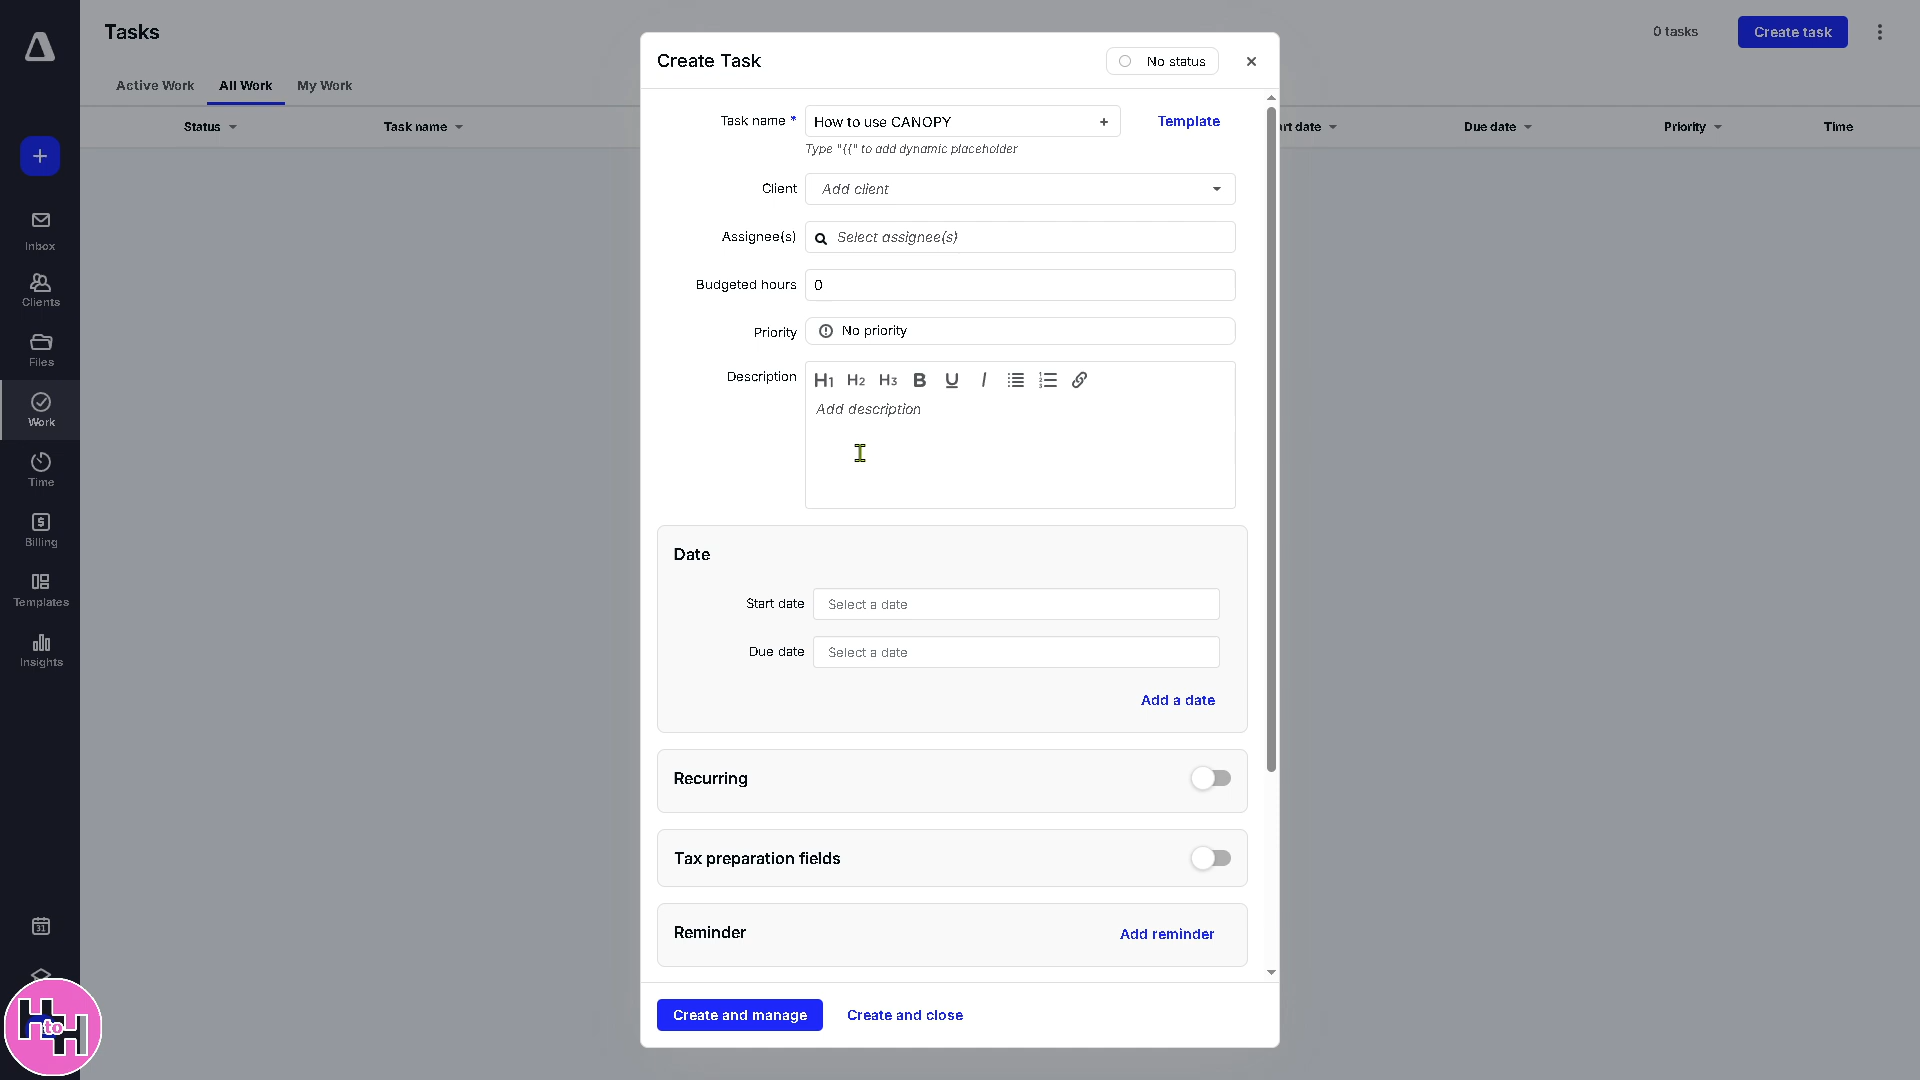 Tasks
0 tasks
Create task
Active Work
All Work
My Work
Status
Task name
rt date
Due date
Priority
Time
Inbox
Clients
Files
Work
Time
Billing
Templates
Insights
31
H to H
Create Task
No status
Task name *
How to use CANOPY
Template
Type "{{" to add dynamic placeholder
Client
Add client
Assignee(s)
Select assignee(s)
Budgeted hours
0
Priority
No priority
Description
H1 H2 H3 B U I
Add description
Date
Start date
Select a date
Due date
Select a date
Add a date
Recurring
Tax preparation fields
Reminder
Add reminder
Create and manage
Create and close